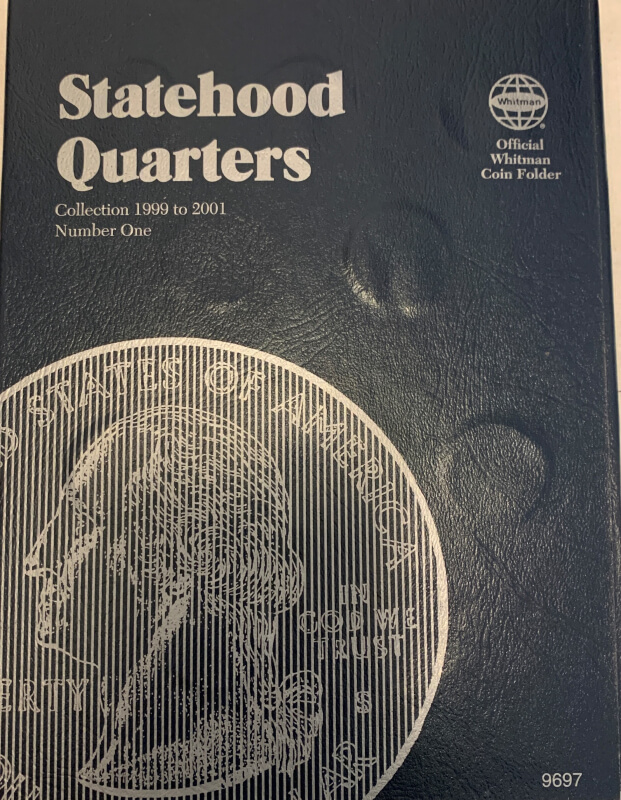 Statehood
Quarters
Collection 1999 to 2001
Number One
Whitman
®
Official
Whitman
Coin Folder
D STATES OF AMERICA
IN
GOD WE
TRUST
ERTY
S
LAR
9697